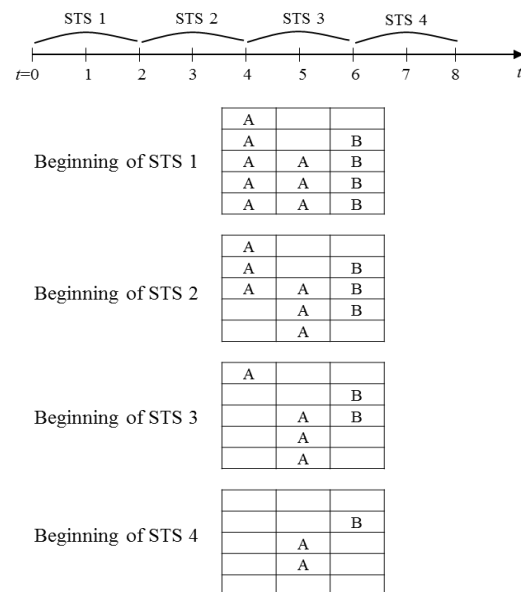 STS 1 STS 2 STS 3 STS 4
t=0 1 2 3 4 5 6 7 8 t
Beginning of STS 1
A
A B
A A B
A A B
A A B
Beginning of STS 2
A
A B
A A B
A B
A
Beginning of STS 3
A
B
A B
A
A
Beginning of STS 4
B
A
A